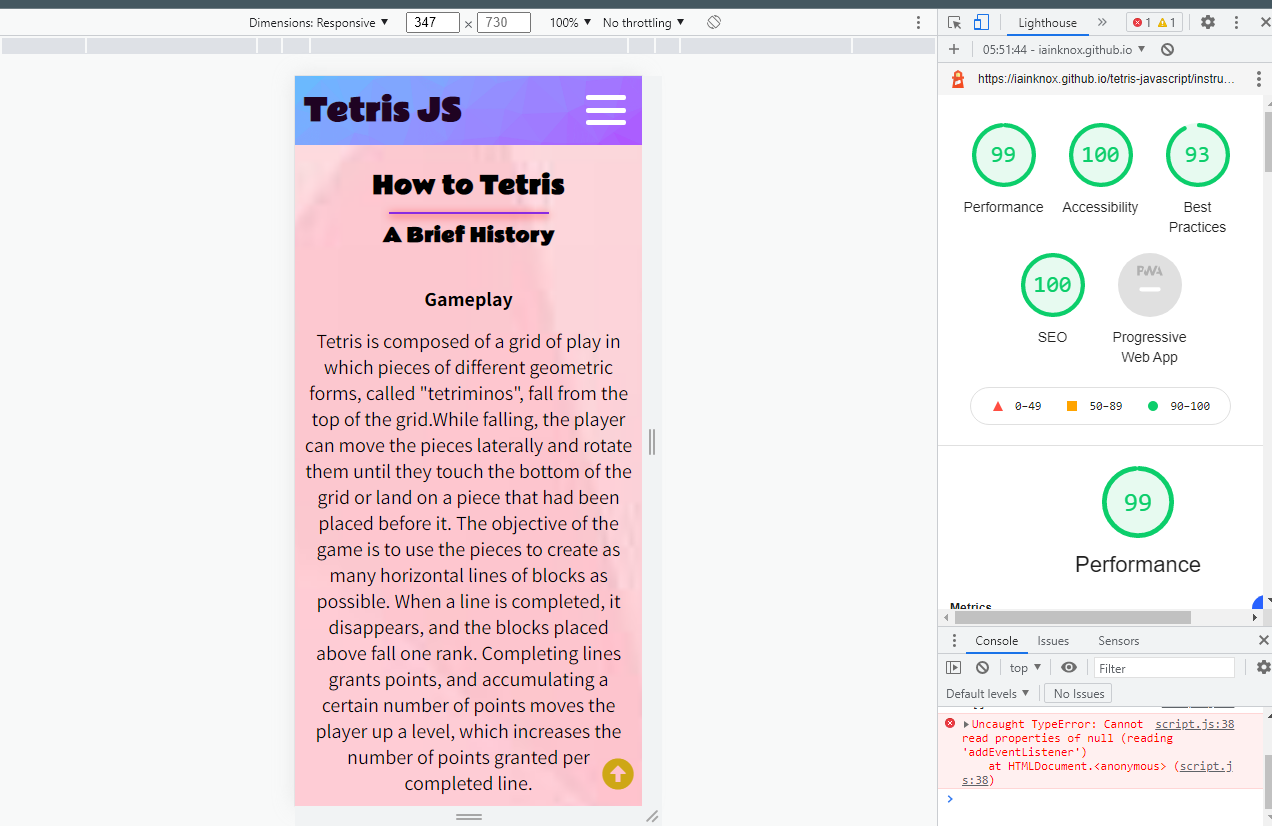 Dimensions: Responsive ▼ 347 × 730 100% ▼ No throttling ▼
Lighthouse 1 1
05:51:44 - iainknox.github.io ▼
https://iainknox.github.io/tetris-javascript/instru…
Tetris JS
How to Tetris
A Brief History
Gameplay
Tetris is composed of a grid of play in
which pieces of different geometric
forms, called "tetriminos", fall from the
top of the grid.While falling, the player
can move the pieces laterally and rotate
them until they touch the bottom of the
grid or land on a piece that had been
placed before it. The objective of the
game is to use the pieces to create as
many horizontal lines of blocks as
possible. When a line is completed, it
disappears, and the blocks placed
above fall one rank. Completing lines
grants points, and accumulating a
certain number of points moves the
player up a level, which increases the
number of points granted per
completed line.
99 100 93
Performance Accessibility Best
Practices
100 PWA
SEO Progressive
Web App
0–49 50–89 90–100
99
Performance
Metrics
Console Issues Sensors
top ▼ Filter
Default levels ▼ No Issues
Uncaught TypeError: Cannot script.js:38
read properties of null (reading
'addEventListener')
at HTMLDocument.<anonymous> (script.j
s:38)